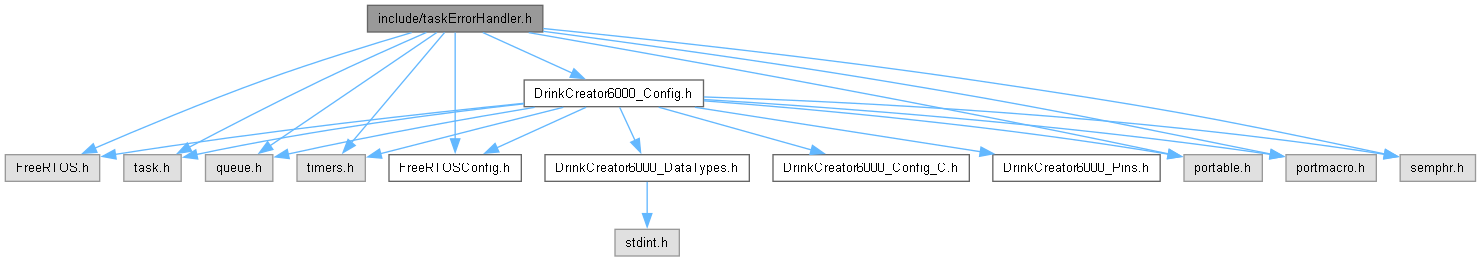 include/taskErrorHandler.h
DrinkCreator6000_Config.h
FreeRTOS.h
task.h
queue.h
timers.h
FreeRTOSConfig.h
DrinkCreator6000_DataTypes.h
DrinkCreator6000_Config_C.h
DrinkCreator6000_Pins.h
portable.h
portmacro.h
semphr.h
stdint.h